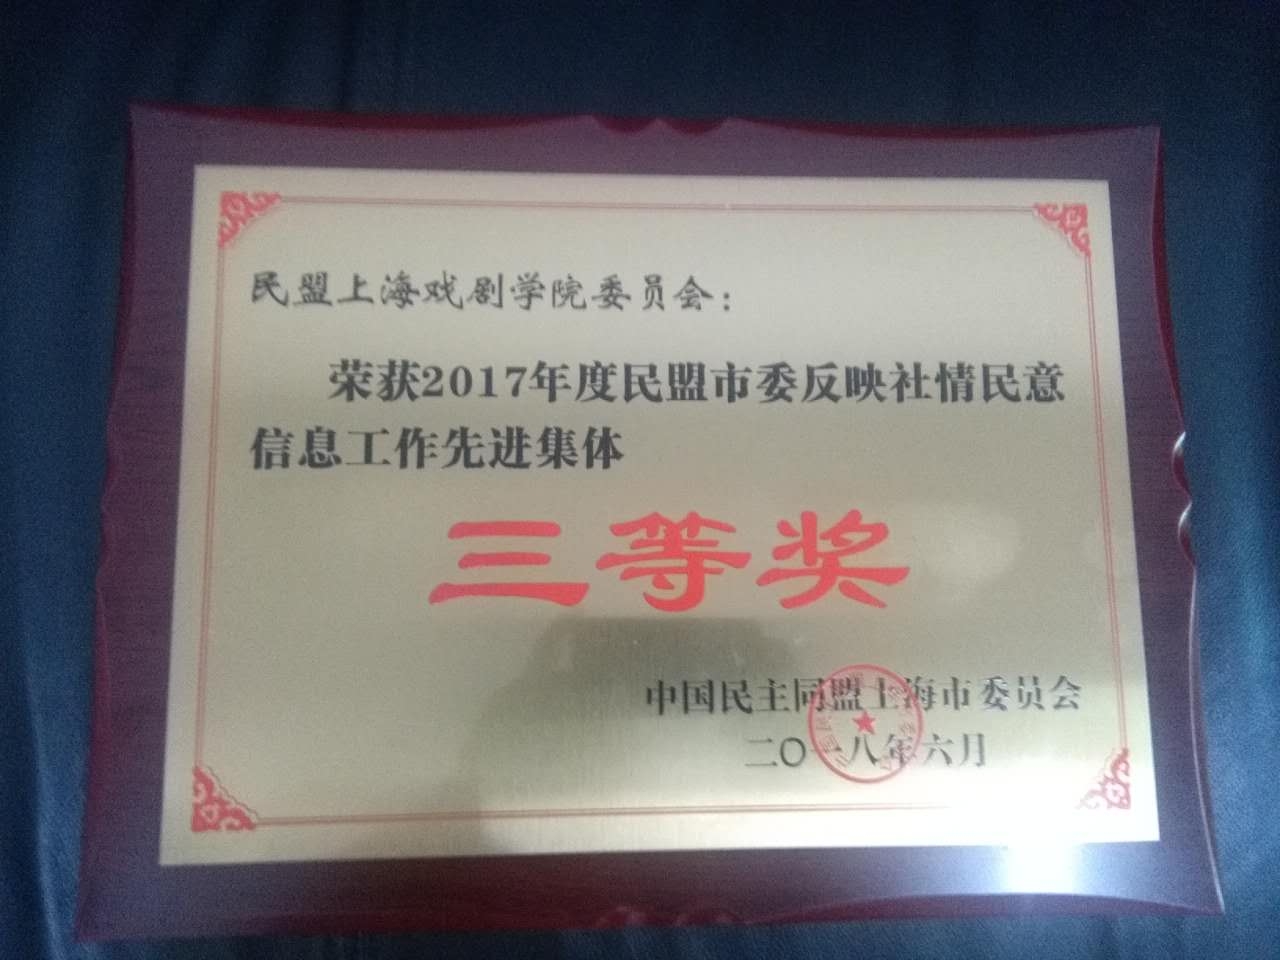 民盟上海戏剧学院委员会：
荣获2017年度民盟市委反映社情民意
信息工作先进集体
三等奖
中国民主同盟上海市委员会
二〇一八年六月